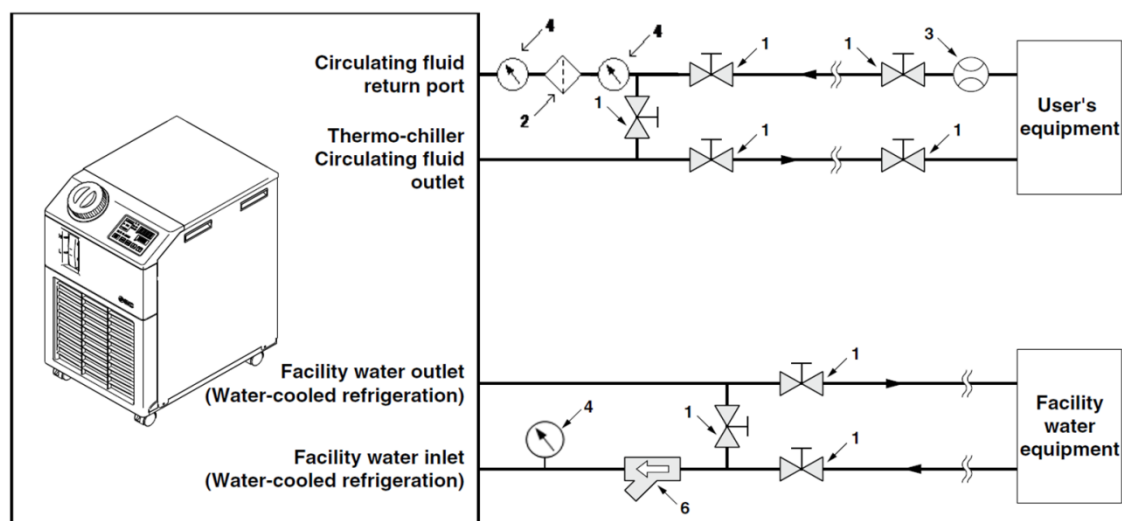 4
4
1
1
3
Circulating fluid
return port
2
1
User's
equipment
Thermo-chiller
Circulating fluid
outlet
1
1
Facility water outlet
(Water-cooled refrigeration)
1
4
1
1
Facility
water
equipment
Facility water inlet
(Water-cooled refrigeration)
6